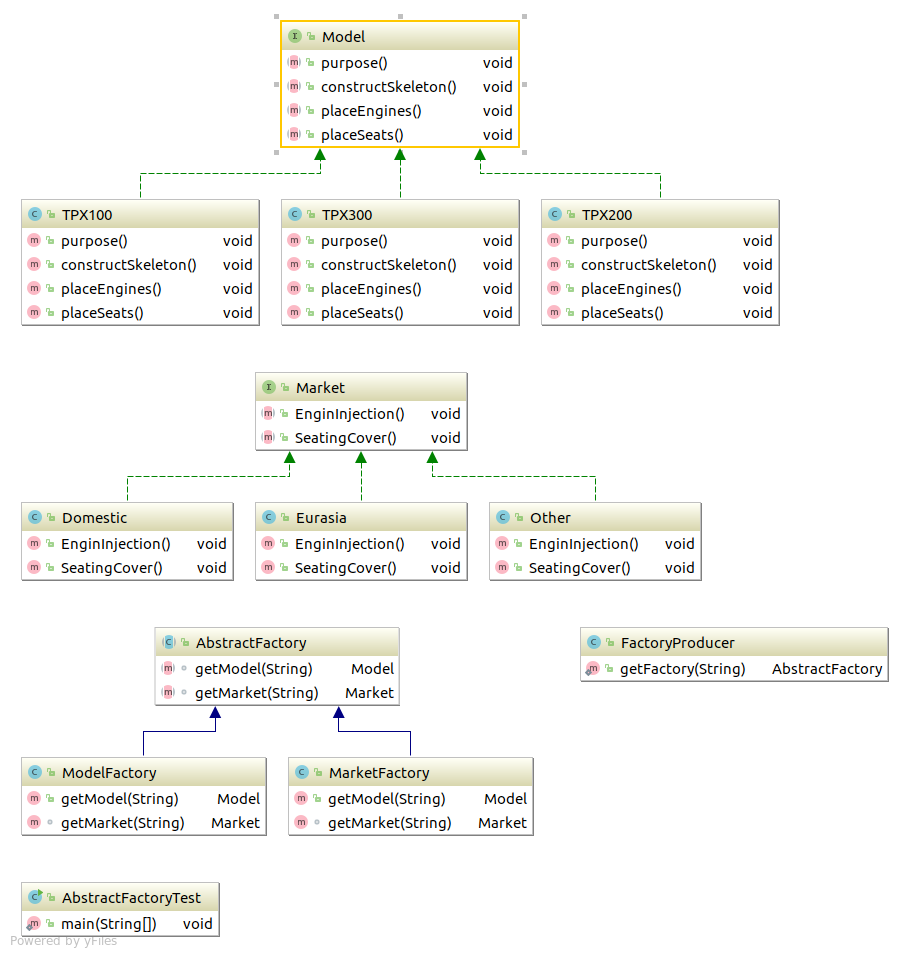 Model
purpose() void
constructSkeleton() void
placeEngines() void
placeSeats() void
TPX100
purpose() void
constructSkeleton() void
placeEngines() void
placeSeats() void
TPX300
purpose() void
constructSkeleton() void
placeEngines() void
placeSeats() void
TPX200
purpose() void
constructSkeleton() void
placeEngines() void
placeSeats() void
Market
EnginInjection() void
SeatingCover() void
Domestic
EnginInjection() void
SeatingCover() void
Eurasia
EnginInjection() void
SeatingCover() void
Other
EnginInjection() void
SeatingCover() void
AbstractFactory
getModel(String) Model
getMarket(String) Market
FactoryProducer
getFactory(String) AbstractFactory
ModelFactory
getModel(String) Model
getMarket(String) Market
MarketFactory
getModel(String) Model
getMarket(String) Market
AbstractFactoryTest
main(String[]) void
Powered by yFiles